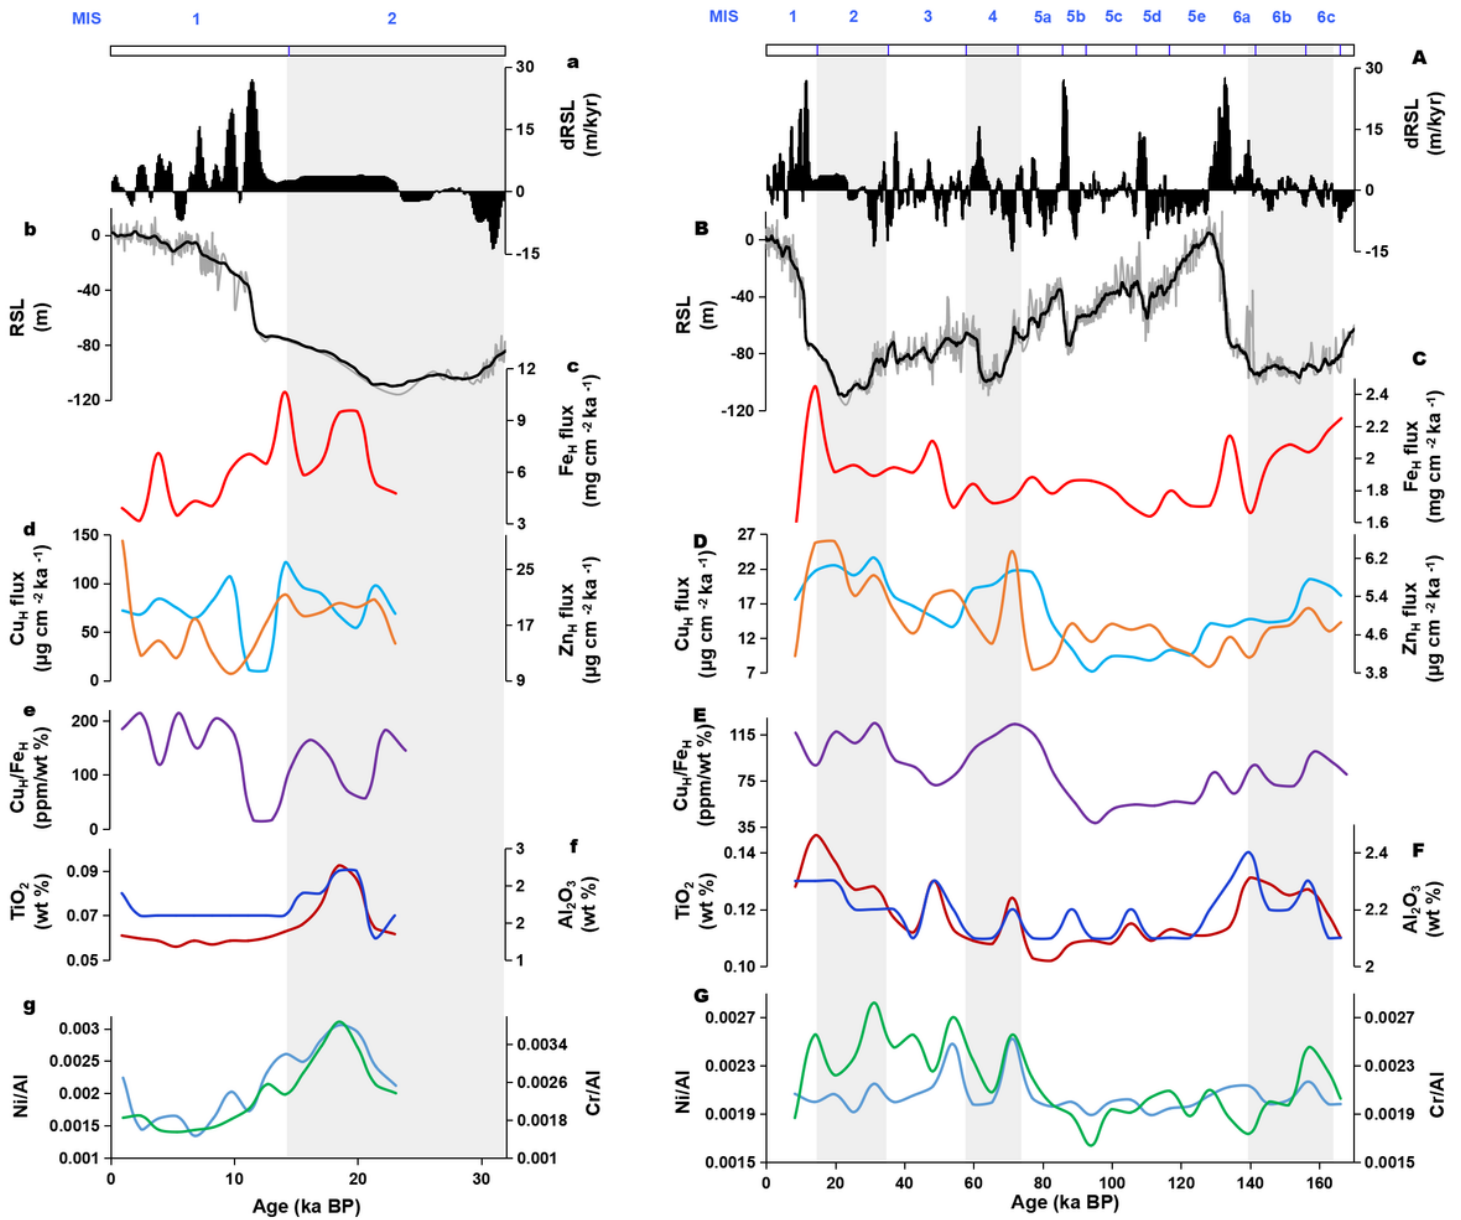 MIS 1 2
a
30
15
0
-15
dRSL
(m/kyr)
b
0
-40
-80
-120
RSL
(m)
c
12
9
6
3
FeH flux
(mg cm -2 ka -1)
d
150
100
50
0
CuH flux
(µg cm -2 ka -1)
25
17
9
ZnH flux
(µg cm -2 ka -1)
e
200
100
0
CuH/FeH
(ppm/wt %)
f
0.09
0.07
0.05
TiO2
(wt %)
3
2
2
1
Al2O3
(wt %)
g
0.003
0.0025
0.002
0.0015
0.001
Ni/Al
0.0034
0.0026
0.0018
0.001
Cr/Al
0 10 20 30
Age (ka BP)
MIS 1 2 3 4 5a 5b 5c 5d 5e 6a 6b 6c
A
30
15
0
-15
dRSL
(m/kyr)
B
0
-40
-80
-120
RSL
(m)
C
2.4
2.2
2
1.8
1.6
FeH flux
(mg cm -2 ka -1)
D
27
22
17
12
7
CuH flux
(µg cm -2 ka -1)
6.2
5.4
4.6
3.8
ZnH flux
(µg cm -2 ka -1)
E
115
75
35
CuH/FeH
(ppm/wt %)
F
0.14
0.12
0.10
TiO2
(wt %)
2.4
2.2
2
Al2O3
(wt %)
G
0.0027
0.0023
0.0019
0.0015
Ni/Al
0.0027
0.0023
0.0019
0.0015
Cr/Al
0 20 40 60 80 100 120 140 160
Age (ka BP)